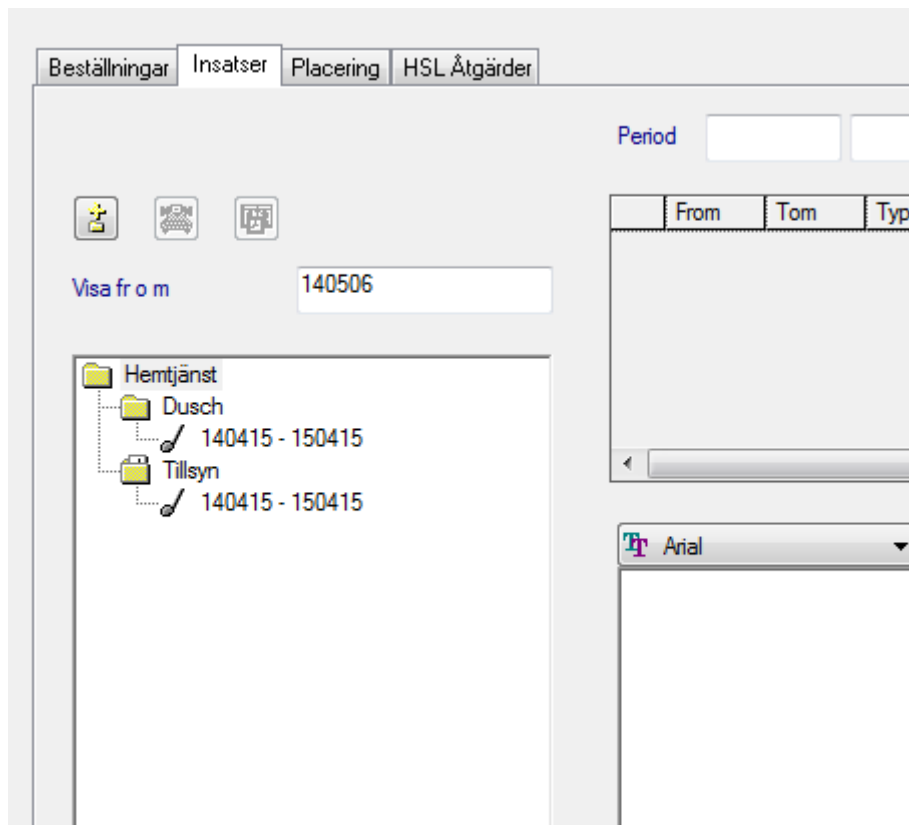 Beställningar Insatser Placering HSL Åtgärder
Period
From Tom Typ
Visa fr o m 140506
Hemtjänst
Dusch
140415 - 150415
Tillsyn
140415 - 150415
Arial